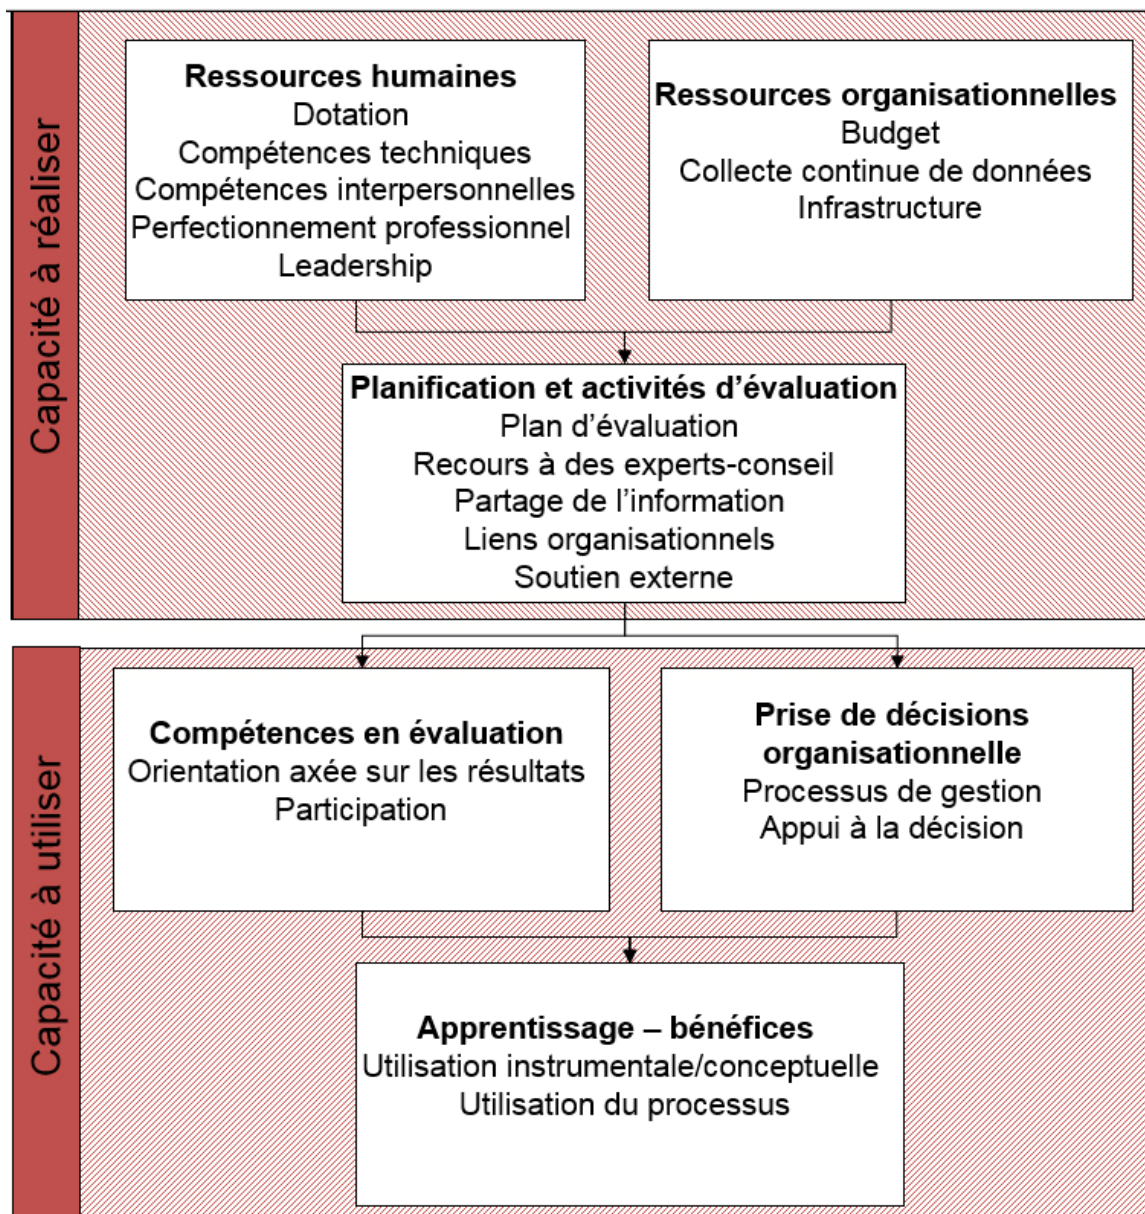 Capacité à réaliser
Ressources humaines
Dotation
Compétences techniques
Compétences interpersonnelles
Perfectionnement professionnel
Leadership
Ressources organisationnelles
Budget
Collecte continue de données
Infrastructure
Planification et activités d’évaluation
Plan d’évaluation
Recours à des experts-conseil
Partage de l’information
Liens organisationnels
Soutien externe
Capacité à utiliser
Compétences en évaluation
Orientation axée sur les résultats
Participation
Prise de décisions
organisationnelle
Processus de gestion
Appui à la décision
Apprentissage – bénéfices
Utilisation instrumentale/conceptuelle
Utilisation du processus